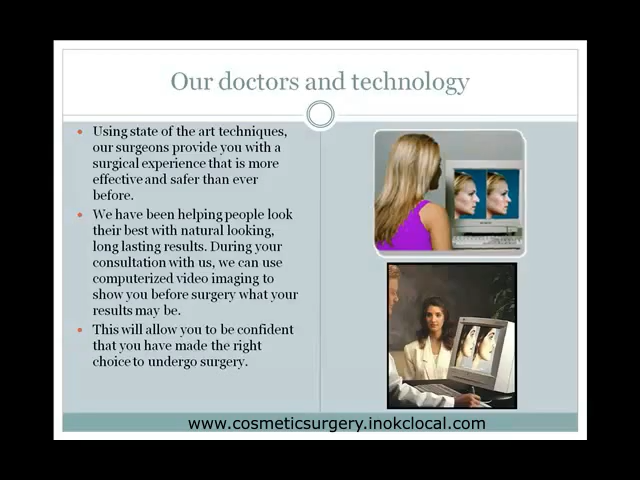 Our doctors and technology
Using state of the art techniques,
our surgeons provide you with a
surgical experience that is more
effective and safer than ever
before.
We have been helping people look
their best with natural looking,
long lasting results. During your
consultation with us, we can use
computerized video imaging to
show you before surgery what your
results may be.
This will allow you to be confident
that you have made the right
choice to undergo surgery.
www.cosmeticsurgery.inokclocal.com